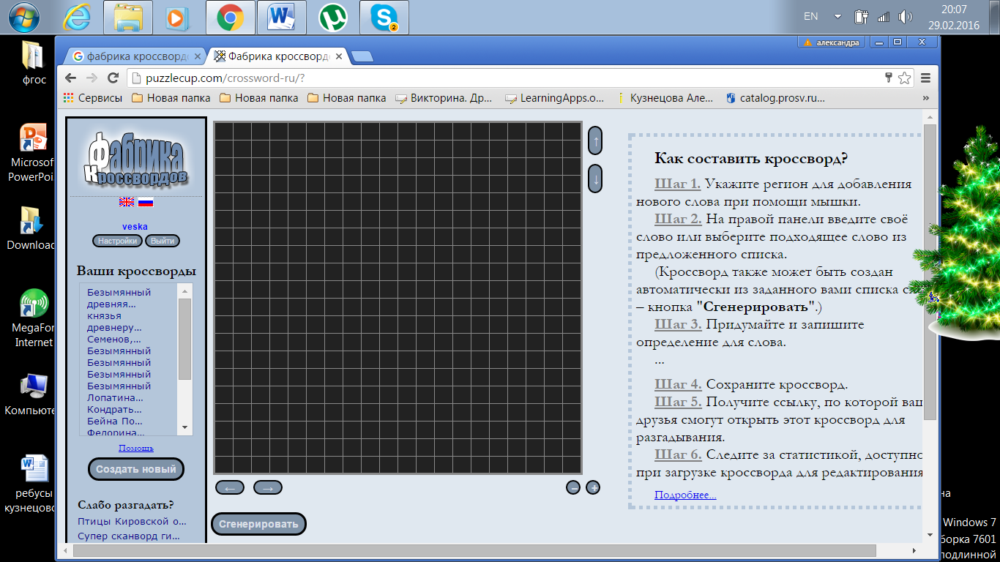 EN
20:07
29.02.2016
2
фгос
Microsof
PowerPoi
Download
MegaFor
Internet
Компьюте
ребусы
кузнецовс
александра
фабрика кроссворд
Фабрика кроссворд
puzzlecup.com/crossword-ru/?
Сервисы
Новая папка
Новая папка
Новая папка
Викторина. Др...
LearningApps.o...
Кузнецова Але...
catalog.prosv.ru...
»
Фабрика
кроссвордов
veska
Настройки
Выйти
Ваши кроссворды
Безымянный
древняя...
князья
древнеру...
Семенов,...
Безымянный
Безымянный
Безымянный
Безымянный
Лопатина...
Кондрать...
Бейна По...
Федорина...
Помощь
Создать новый
Слабо разгадать?
Птицы Кировской о...
Супер сканворд ги...
↑
↓
←
→
–
+
Сгенерировать
Как составить кроссворд?
Шаг 1. Укажите регион для добавления
нового слова при помощи мышки.
Шаг 2. На правой панели введите своё
слово или выберите подходящее слово из
предложенного списка.
(Кроссворд также может быть создан
автоматически из заданного вами списка сл
– кнопка "Сгенерировать".)
Шаг 3. Придумайте и запишите
определение для слова.
...
Шаг 4. Сохраните кроссворд.
Шаг 5. Получите ссылку, по которой ваш
друзья смогут открыть этот кроссворд для
разгадывания.
Шаг 6. Следите за статистикой, доступно
при загрузке кроссворда для редактирования
Подробнее...
на
Windows 7
борка 7601
подлинной